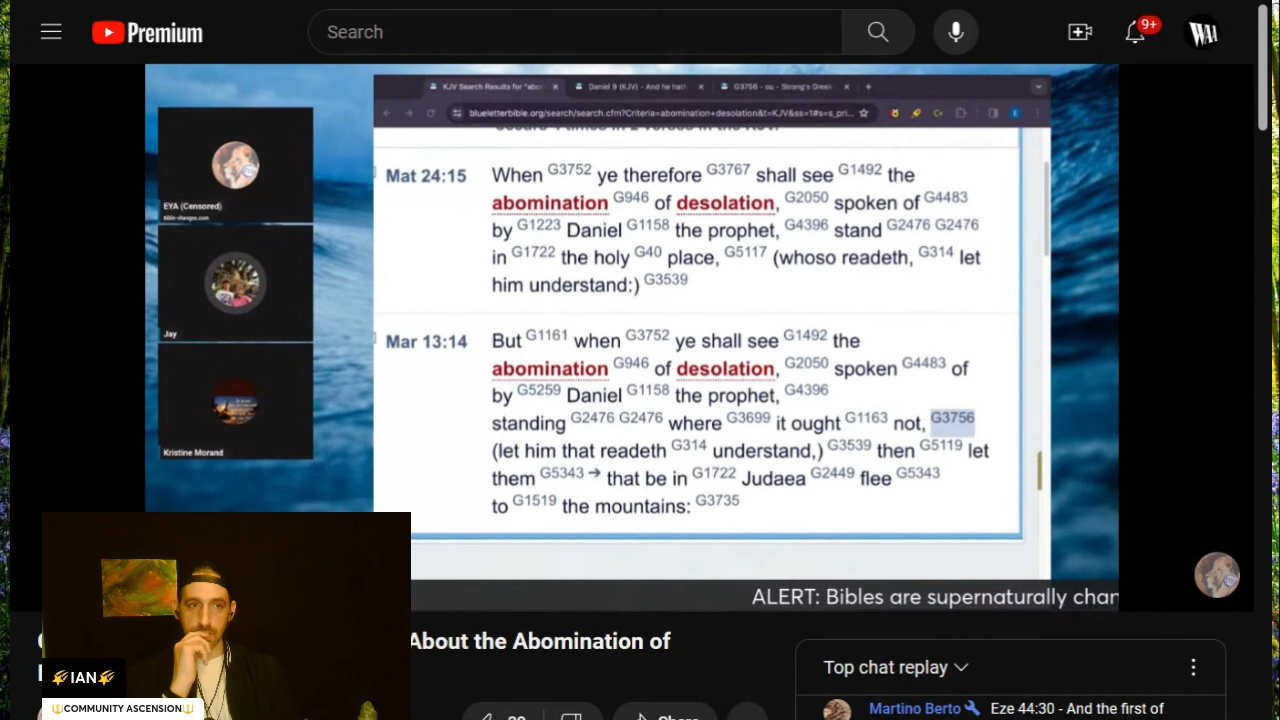 Premium
Search
9+
WAI
KJV Search Results for "abo
Daniel 9 (KJV) - And he hath
G3756 - ou - Strong's Greek
blueletterbible.org/search/search.cfm?Criteria=abomination+desolation&t=KJV&ss=1#s=s_pri...
Mat 24:15
When G3752 ye therefore G3767 shall see G1492 the
abomination G946 of desolation, G2050 spoken of G4483
by G1223 Daniel G1158 the prophet, G4396 stand G2476 G2476
in G1722 the holy G40 place, G5117 (whoso readeth, G314 let
him understand:) G3539
Mar 13:14
But G1161 when G3752 ye shall see G1492 the
abomination G946 of desolation, G2050 spoken G4483 of
by G5259 Daniel G1158 the prophet, G4396
standing G2476 G2476 where G3699 it ought G1163 not, G3756
(let him that readeth G314 understand,) G3539 then G5119 let
them G5343 → that be in G1722 Judaea G2449 flee G5343
to G1519 the mountains: G3735
EYA (Censored)
Bible-changes.com
Jay
Kristine Morand
ALERT: Bibles are supernaturally char
About the Abomination of
IAN
COMMUNITY ASCENSION
Share
Top chat replay
Martino Berto Eze 44:30 - And the first of